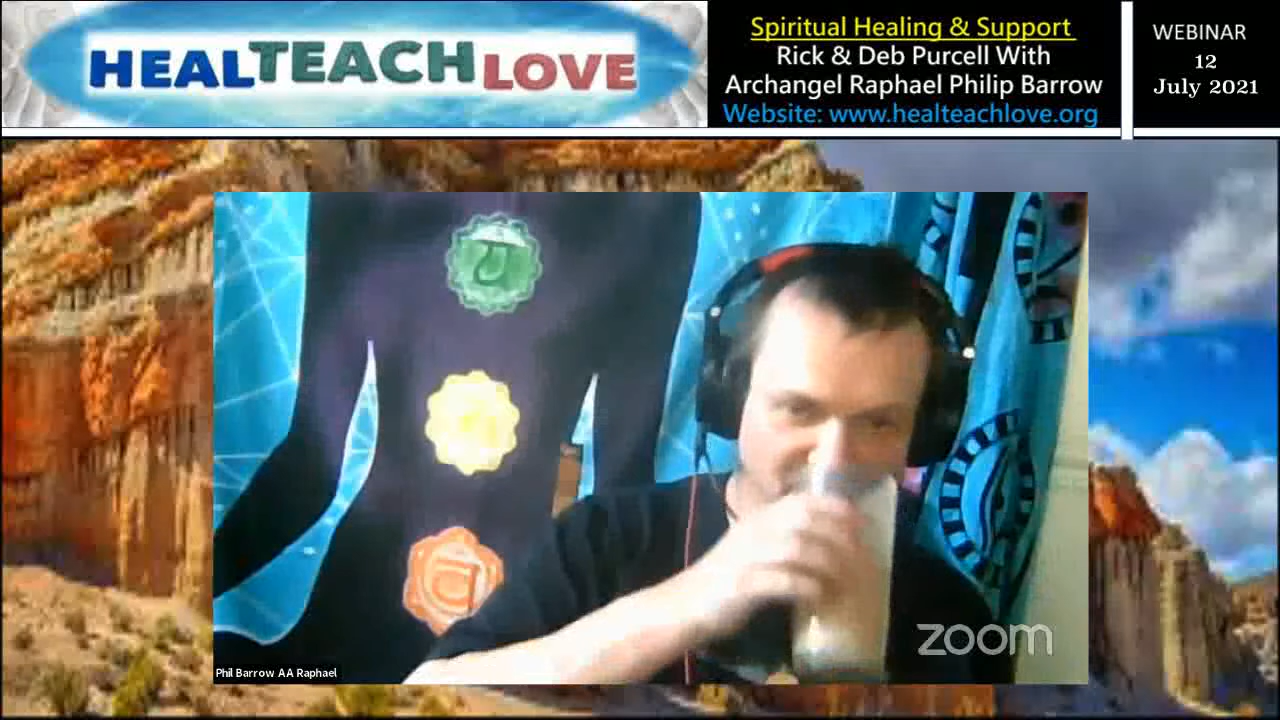 HEALTEACHLOVE
Spiritual Healing & Support
Rick & Deb Purcell With
Archangel Raphael Philip Barrow
Website: www.healteachlove.org
WEBINAR
12
July 2021
zoom
Phil Barrow AA Raphael